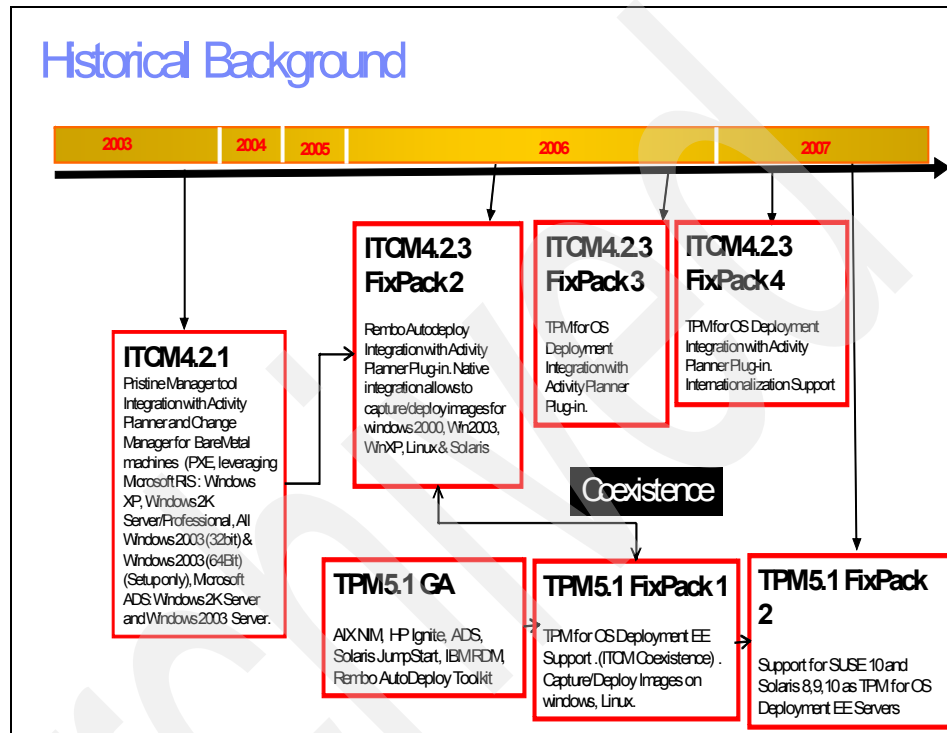 Historical Background
2003
2004
2005
2006
2007
ITCM4.2.3
FixPack 2
Rembo Autodeploy
Integration with Activity
Planner Plug-in. Native
integration allows to
capture/deploy images for
windows 2000, Win2003,
WinXP, Linux & Solaris
ITCM4.2.3
FixPack 3
TPM for OS
Deployment
Integration with
Activity Planner
Plug-in.
ITCM4.2.3
FixPack 4
TPM for OS Deployment
Integration with Activity
Planner Plug-in.
Internationalization Support
ITCM4.2.1
Pristine Manager tool
Integration with Activity
Planner and Change
Manager for BareMetal
machines (PXE, leveraging
Microsoft RIS : Windows
XP, Windows 2K
Server/Professional, All
Windows 2003 (32bit) &
Windows 2003 (64Bit)
(Setup only), Microsoft
ADS: Windows 2K Server
and Windows 2003 Server.
Coexistence
TPM5.1 GA
AIX NIM, HP Ignite, ADS,
Solaris JumpStart, IBM RDM,
Rembo AutoDeploy Toolkit
TPM5.1 FixPack 1
TPM for OS Deployment EE
Support .(ITCM Coexistence) .
Capture/Deploy Images on
windows, Linux.
TPM5.1 FixPack
2
Support for SUSE 10 and
Solaris 8,9,10 as TPM for OS
Deployment EE Servers